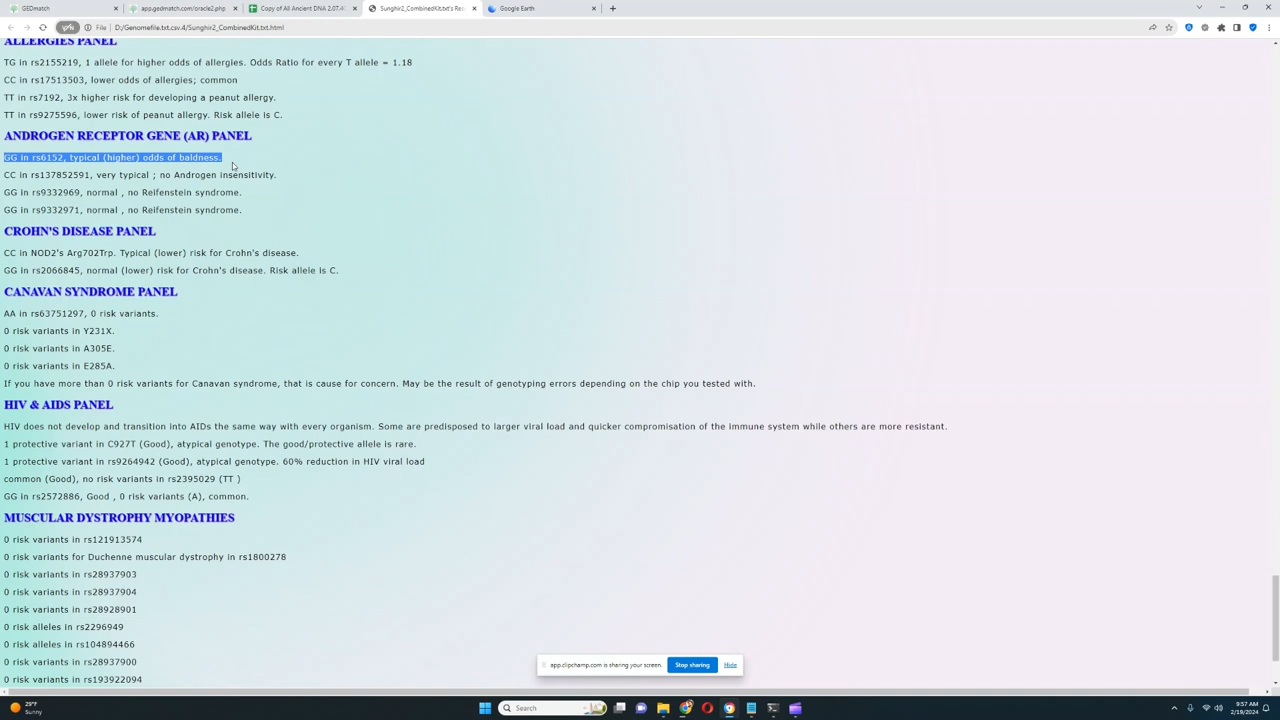 GEDmatch
app.gedmatch.com/oracle2.php
Copy of All Ancient DNA 2.07.4
Sunghir2_CombinedKit.txt's Re
Google Earth
VPN
File
D:/Genomefile.txt.csv.4/Sunghir2_CombinedKit.txt.html
ALLERGIES PANEL
TG in rs2155219, 1 allele for higher odds of allergies. Odds Ratio for every T allele = 1.18
CC in rs17513503, lower odds of allergies; common
TT in rs7192, 3x higher risk for developing a peanut allergy.
TT in rs9275596, lower risk of peanut allergy. Risk allele is C.
ANDROGEN RECEPTOR GENE (AR) PANEL
GG in rs6152, typical (higher) odds of baldness.
CC in rs137852591, very typical ; no Androgen insensitivity.
GG in rs9332969, normal , no Reifenstein syndrome.
GG in rs9332971, normal , no Reifenstein syndrome.
CROHN'S DISEASE PANEL
CC in NOD2's Arg702Trp. Typical (lower) risk for Crohn's disease.
GG in rs2066845, normal (lower) risk for Crohn's disease. Risk allele is C.
CANAVAN SYNDROME PANEL
AA in rs63751297, 0 risk variants.
0 risk variants in Y231X.
0 risk variants in A305E.
0 risk variants in E285A.
If you have more than 0 risk variants for Canavan syndrome, that is cause for concern. May be the result of genotyping errors depending on the chip you tested with.
HIV & AIDS PANEL
HIV does not develop and transition into AIDs the same way with every organism. Some are predisposed to larger viral load and quicker compromisation of the immune system while others are more resistant.
1 protective variant in C927T (Good), atypical genotype. The good/protective allele is rare.
1 protective variant in rs9264942 (Good), atypical genotype. 60% reduction in HIV viral load
common (Good), no risk variants in rs2395029 (TT )
GG in rs2572886, Good , 0 risk variants (A), common.
MUSCULAR DYSTROPHY MYOPATHIES
0 risk variants in rs121913574
0 risk variants for Duchenne muscular dystrophy in rs1800278
0 risk variants in rs28937903
0 risk variants in rs28937904
0 risk variants in rs28928901
0 risk alleles in rs2296949
0 risk alleles in rs104894466
0 risk variants in rs28937900
0 risk variants in rs193922094
app.clipchamp.com is sharing your screen.
Stop sharing
Hide
29°F
Sunny
Search
9:57 AM
2/19/2024